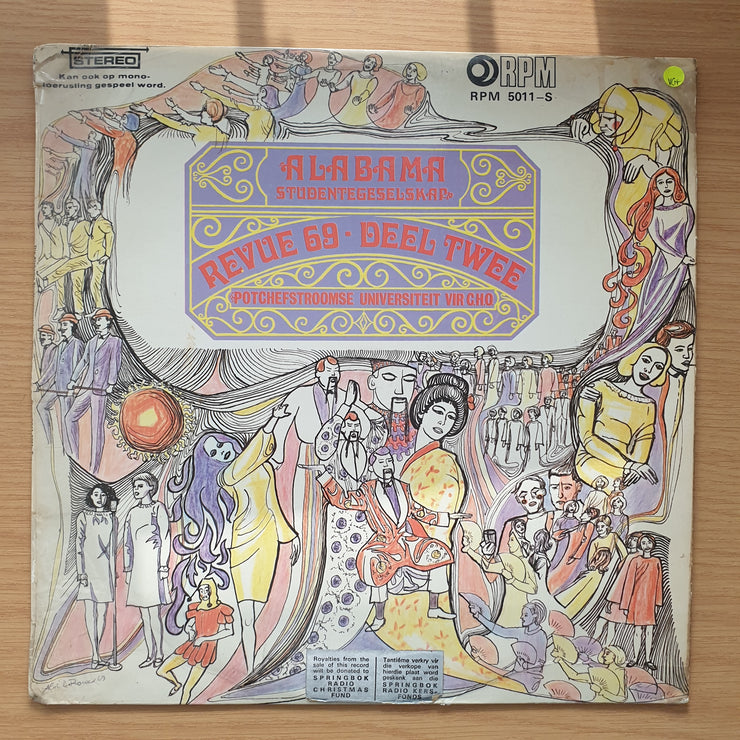 STEREO
Kan ook op mono-
toerusting gespeel word.
RPM
RPM 5011-S
VG+
ALABAMA
STUDENTEGESELSKAP
REVUE 69 · DEEL TWEE
POTCHEFSTROOMSE UNIVERSITEIT VIR CHO
Royalties from the
sale of this record
will be donated to
SPRINGBOK
RADIO
CHRISTMAS
FUND
Tantième verkry vir
die verkope van
hierdie plaat word
geskenk aan die
SPRINGBOK
RADIO KERS-
FONDS